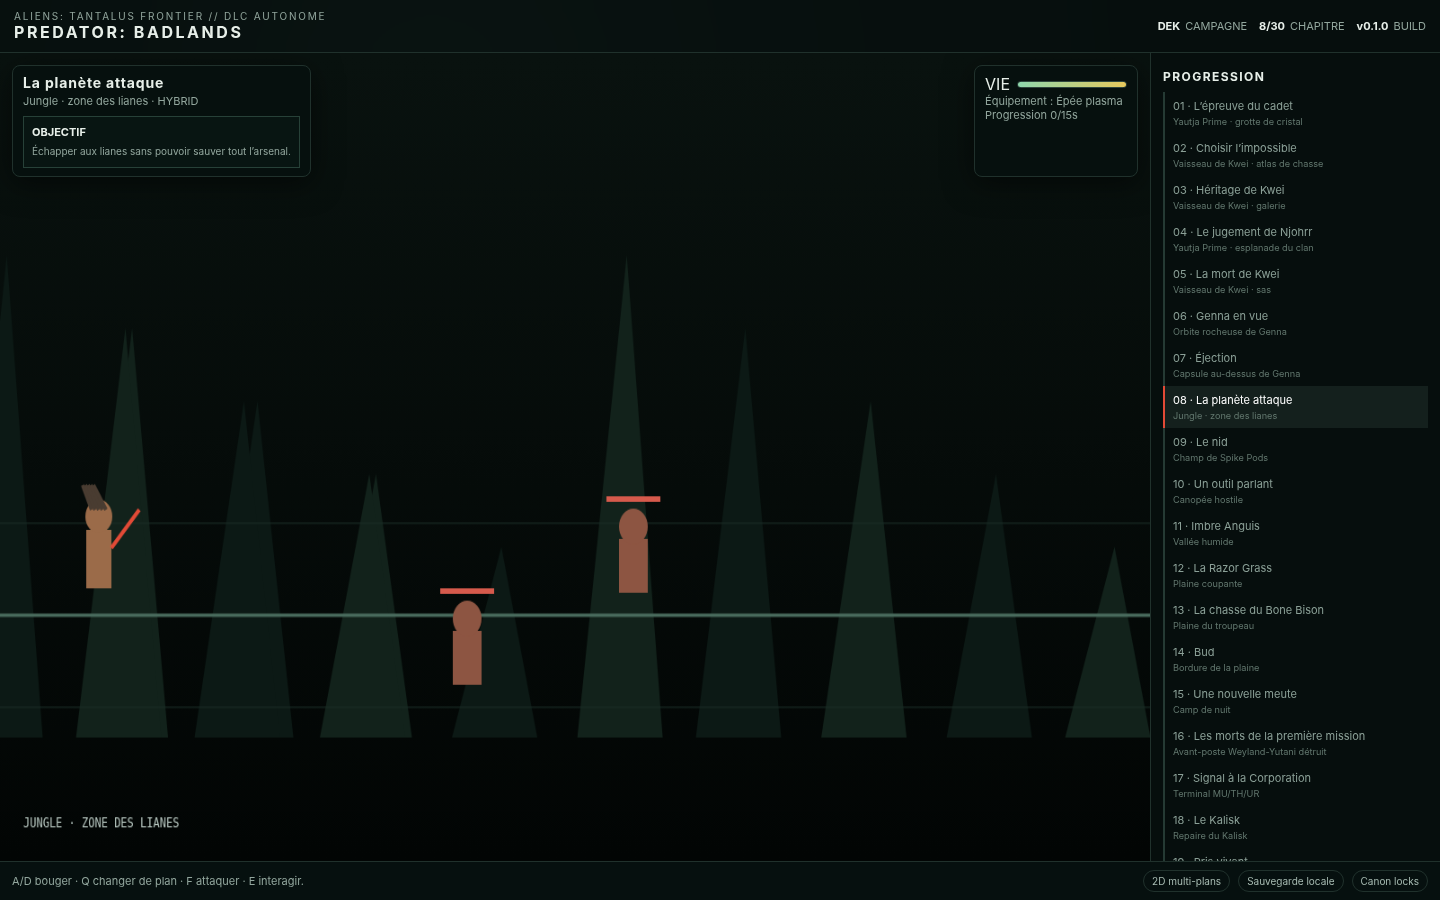 ALIENS: TANTALUS FRONTIER // DLC AUTONOME
PREDATOR: BADLANDS
DEK CAMPAGNE 8/30 CHAPITRE v0.1.0 BUILD
La planète attaque
Jungle · zone des lianes · HYBRID
OBJECTIF
Échapper aux lianes sans pouvoir sauver tout l’arsenal.
VIE
Équipement : Épée plasma
Progression 0/15s
JUNGLE · ZONE DES LIANES
PROGRESSION
01 · L’épreuve du cadet
Yautja Prime · grotte de cristal
02 · Choisir l’impossible
Vaisseau de Kwei · atlas de chasse
03 · Héritage de Kwei
Vaisseau de Kwei · galerie
04 · Le jugement de Njohrr
Yautja Prime · esplanade du clan
05 · La mort de Kwei
Vaisseau de Kwei · sas
06 · Genna en vue
Orbite rocheuse de Genna
07 · Éjection
Capsule au-dessus de Genna
08 · La planète attaque
Jungle · zone des lianes
09 · Le nid
Champ de Spike Pods
10 · Un outil parlant
Canopée hostile
11 · Imbre Anguis
Vallée humide
12 · La Razor Grass
Plaine coupante
13 · La chasse du Bone Bison
Plaine du troupeau
14 · Bud
Bordure de la plaine
15 · Une nouvelle meute
Camp de nuit
16 · Les morts de la première mission
Avant-poste Weyland-Yutani détruit
17 · Signal à la Corporation
Terminal MU/TH/UR
18 · Le Kalisk
Repaire du Kalisk
19 · Pris vivant
A/D bouger · Q changer de plan · F attaquer · E interagir.
2D multi-plans
Sauvegarde locale
Canon locks